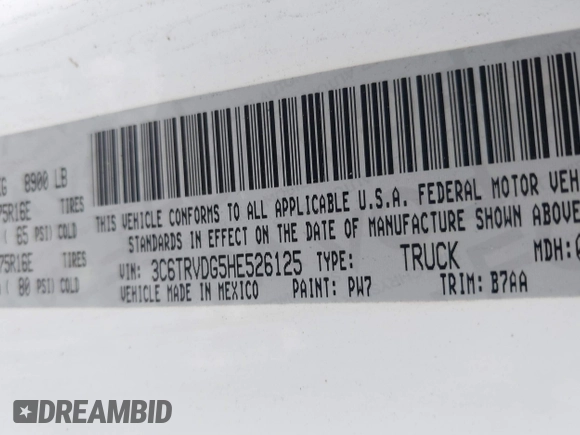 G 8900 LB
75R16E TIRES
( 65 PSI) COLD
75R16E TIRES
( 80 PSI) COLD
THIS VEHICLE CONFORMS TO ALL APPLICABLE U.S.A. FEDERAL MOTOR VEH
STANDARDS IN EFFECT ON THE DATE OF MANUFACTURE SHOWN ABOVE
VIN: 3C6TRVDG5HE526125 TYPE: TRUCK MDH:
VEHICLE MADE IN MEXICO PAINT: PW7 TRIM: B7AA
DREAMBID